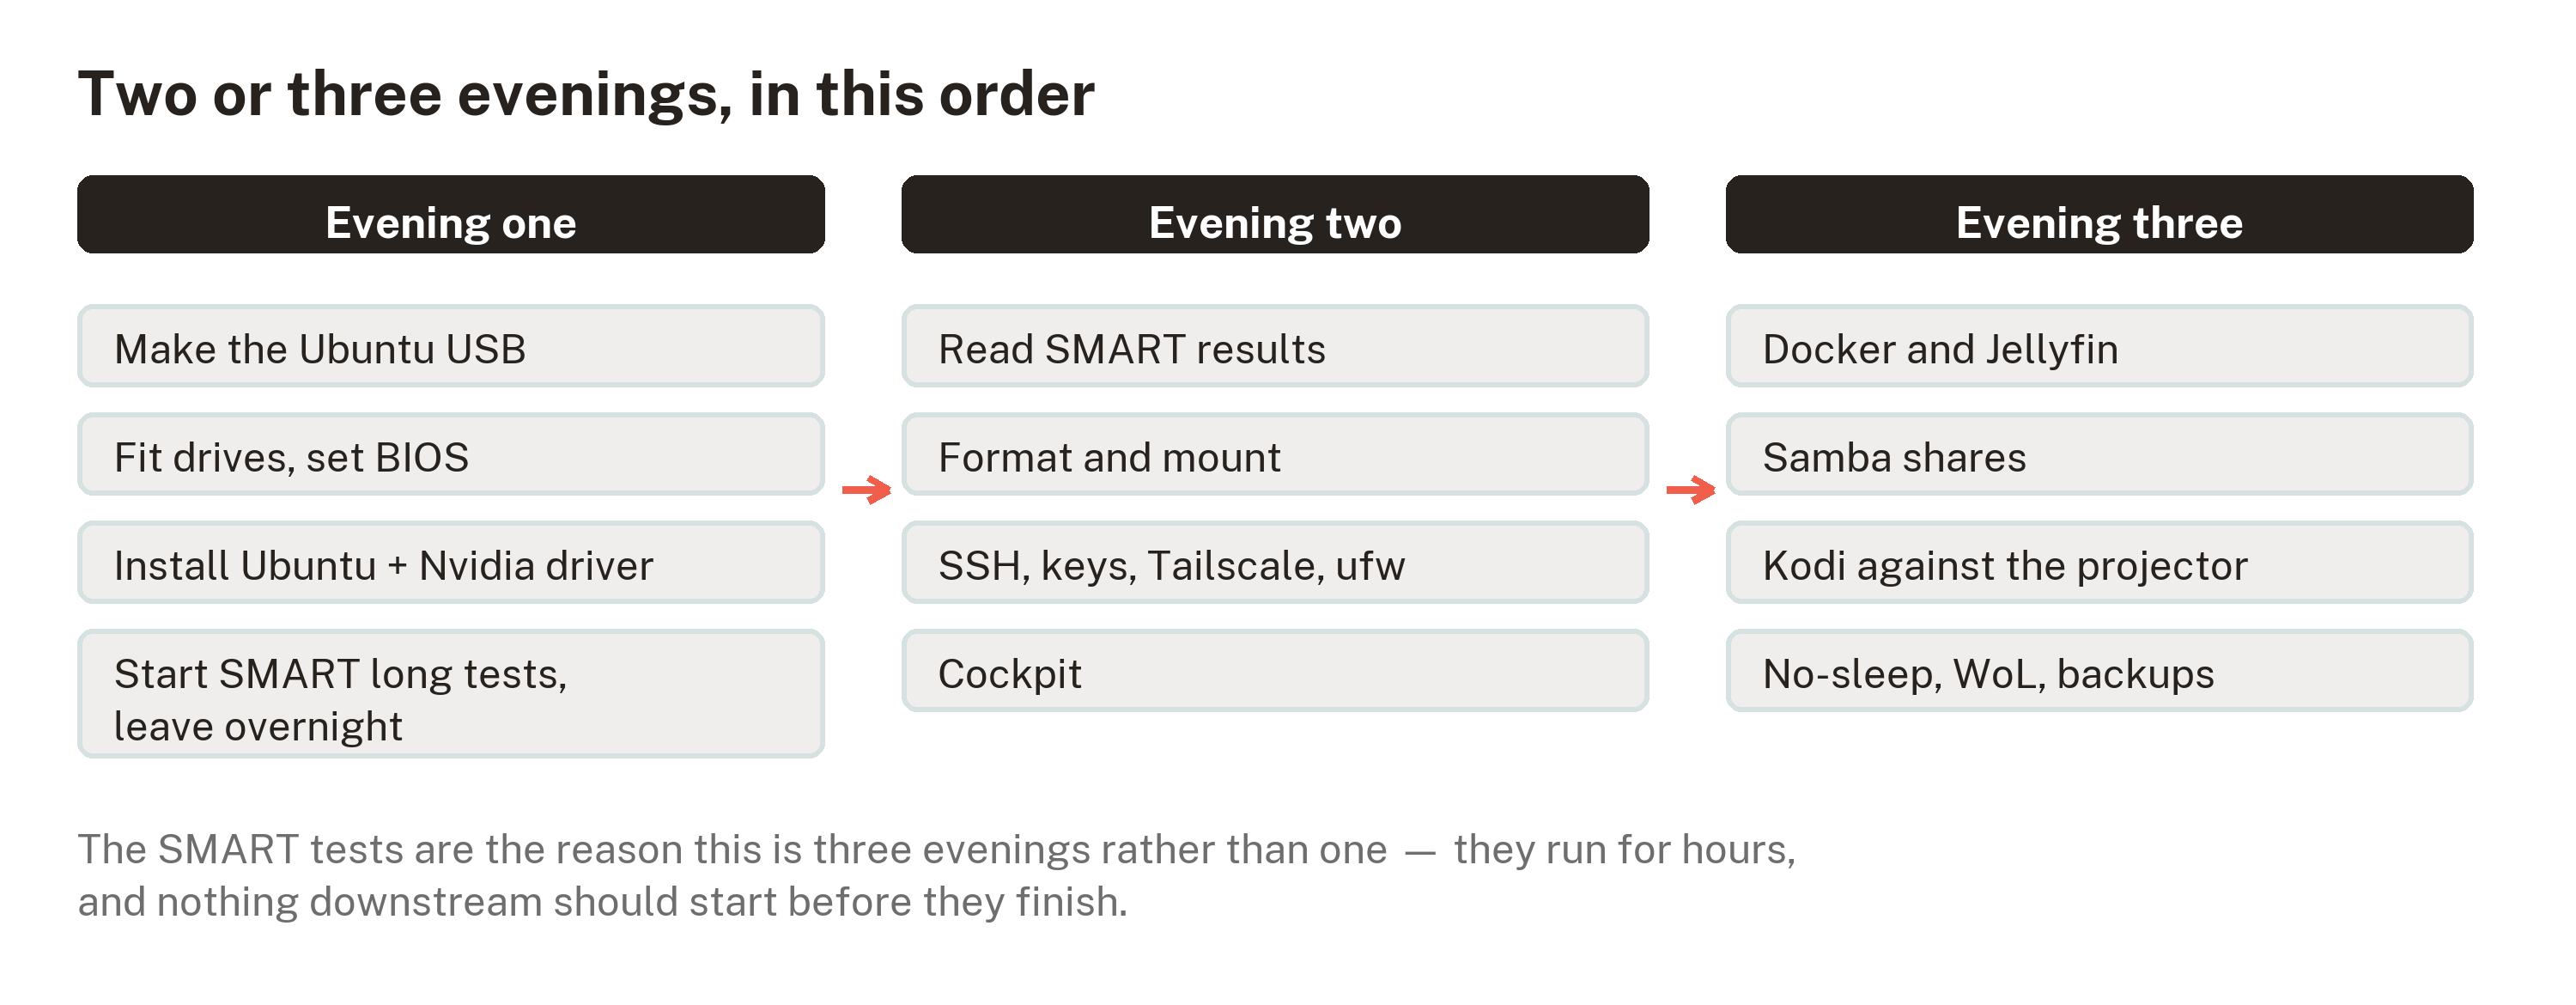 Two or three evenings, in this order
Evening one
Make the Ubuntu USB
Fit drives, set BIOS
Install Ubuntu + Nvidia driver
Start SMART long tests,
leave overnight
Evening two
Read SMART results
Format and mount
SSH, keys, Tailscale, ufw
Cockpit
Evening three
Docker and Jellyfin
Samba shares
Kodi against the projector
No-sleep, WoL, backups
The SMART tests are the reason this is three evenings rather than one — they run for hours,
and nothing downstream should start before they finish.